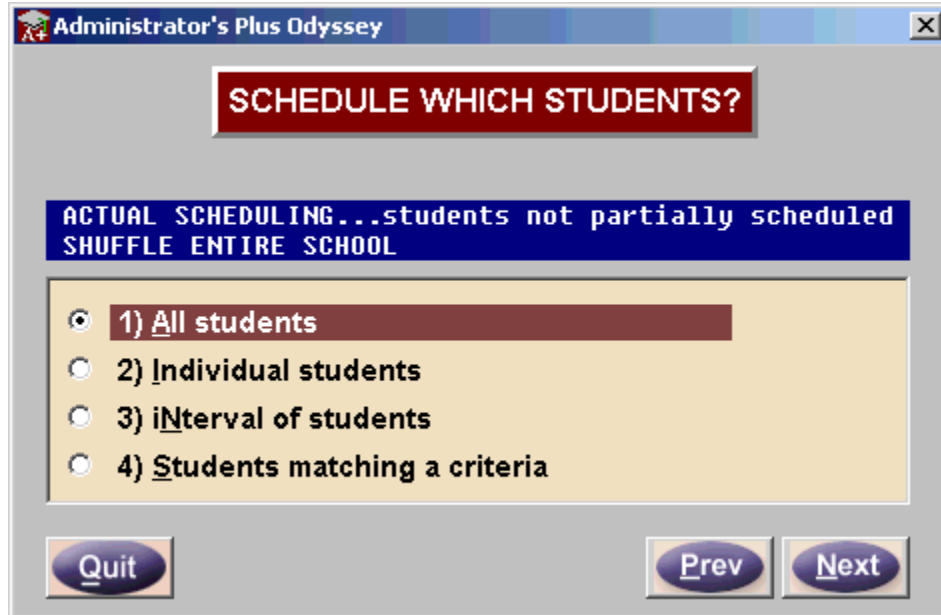 Administrator's Plus Odyssey
SCHEDULE WHICH STUDENTS?
ACTUAL SCHEDULING...students not partially scheduled
SHUFFLE ENTIRE SCHOOL
1) All students
2) Individual students
3) iNterval of students
4) Students matching a criteria
Quit
Prev
Next